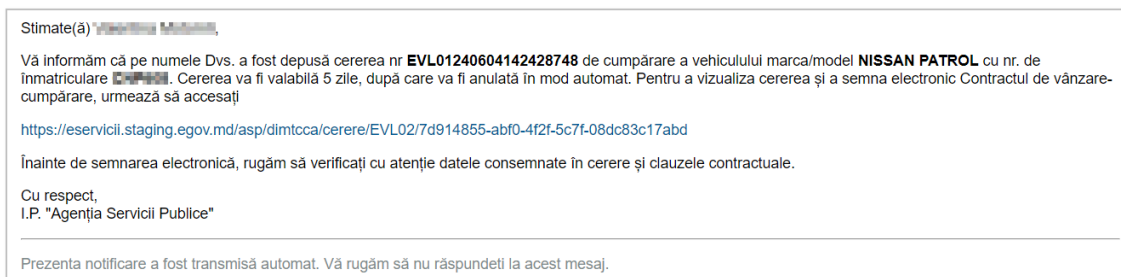 Stimate(ă) ,
Vă informăm că pe numele Dvs. a fost depusă cererea nr EVL01240604142428748 de cumpărare a vehiculului marca/model NISSAN PATROL cu nr. de
înmatriculare . Cererea va fi valabilă 5 zile, după care va fi anulată în mod automat. Pentru a vizualiza cererea și a semna electronic Contractul de vânzare-
cumpărare, urmează să accesați
https://eservicii.staging.egov.md/asp/dimtcca/cerere/EVL02/7d914855-abf0-4f2f-5c7f-08dc83c17abd
Înainte de semnarea electronică, rugăm să verificați cu atenție datele consemnate în cerere și clauzele contractuale.
Cu respect,
I.P. "Agenția Servicii Publice"
Prezenta notificare a fost transmisă automat. Vă rugăm să nu răspundeti la acest mesaj.